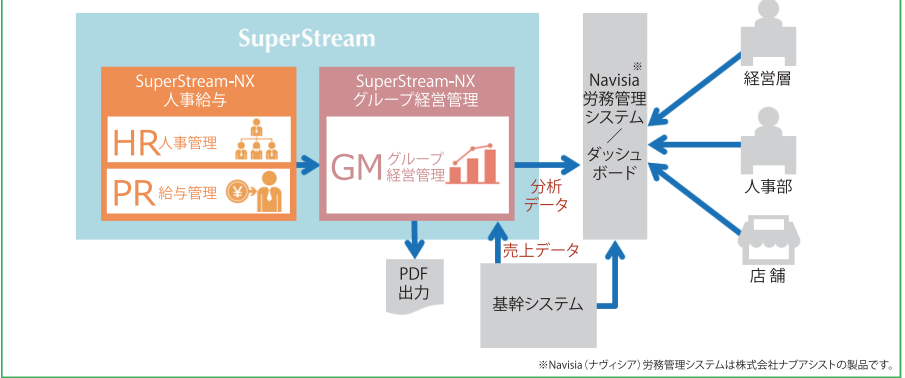 SuperStream
SuperStream-NX
人事給与
HR人事管理
PR 給与管理
¥
SuperStream-NX
グループ経営管理
GM グループ
経営管理
分析
データ
※
Navisia
労務管理
システム
／
ダッシュ
ボード
経営層
人事部
店舗
PDF
出力
売上データ
基幹システム
※Navisia（ナヴィシア）労務管理システムは株式会社ナブアシストの製品です。